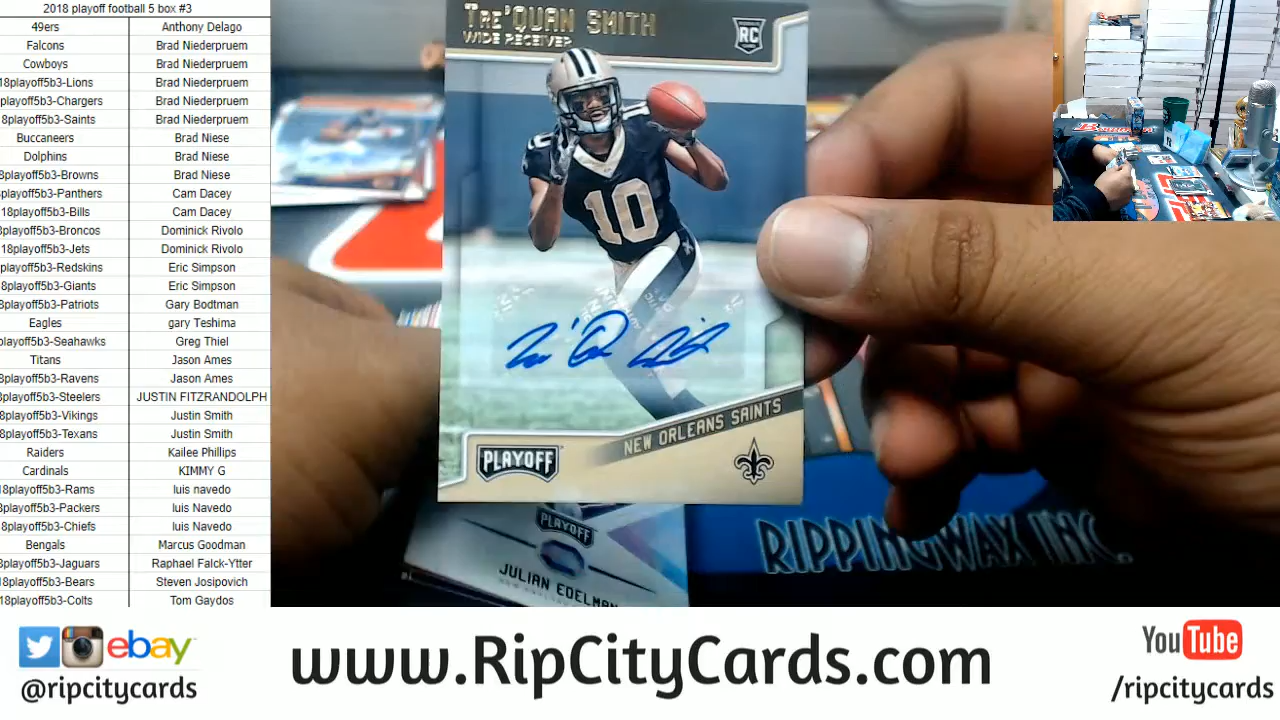 2018 playoff football 5 box #3
49ers Anthony Delago
Falcons Brad Niederpruem
Cowboys Brad Niederpruem
18playoff5b3-Lions Brad Niederpruem
playoff5b3-Chargers Brad Niederpruem
8playoff5b3-Saints Brad Niederpruem
Buccaneers Brad Niese
Dolphins Brad Niese
8playoff5b3-Browns Brad Niese
playoff5b3-Panthers Cam Dacey
18playoff5b3-Bills Cam Dacey
8playoff5b3-Broncos Dominick Rivolo
18playoff5b3-Jets Dominick Rivolo
playoff5b3-Redskins Eric Simpson
8playoff5b3-Giants Eric Simpson
8playoff5b3-Patriots Gary Bodtman
Eagles gary Teshima
playoff5b3-Seahawks Greg Thiel
Titans Jason Ames
8playoff5b3-Ravens Jason Ames
8playoff5b3-Steelers JUSTIN FITZRANDOLPH
8playoff5b3-Vikings Justin Smith
8playoff5b3-Texans Justin Smith
Raiders Kailee Phillips
Cardinals KIMMY G
18playoff5b3-Rams luis navedo
8playoff5b3-Packers luis Navedo
8playoff5b3-Chiefs luis Navedo
Bengals Marcus Goodman
8playoff5b3-Jaguars Raphael Falck-Ytter
18playoff5b3-Bears Steven Josipovich
18playoff5b3-Colts Tom Gaydos
TRE'QUAN SMITH
WIDE RECEIVER
RC
10
10
NEW ORLEANS SAINTS
PLAYOFF
PLAYOFF
JULIAN EDELMAN
RIPPINGWAX INC.
ebay
@ripcitycards
www.RipCityCards.com
YouTube
/ripcitycards